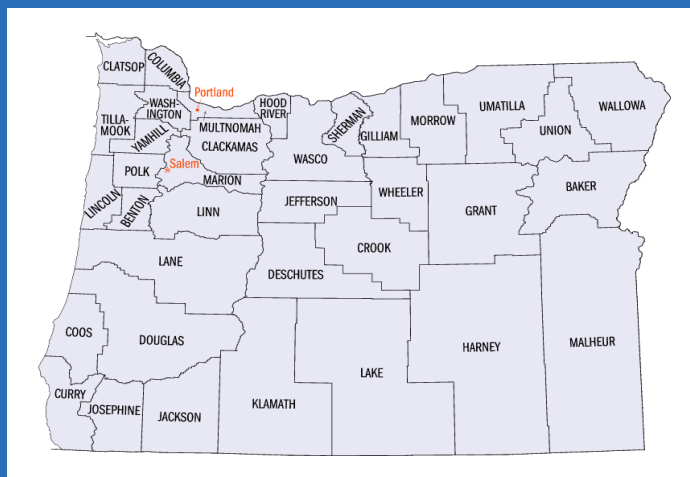 CLATSOP
COLUMBIA
Portland
TILLA-
MOOK
WASH-
INGTON
YAMHILL
MULTNOMAH
CLACKAMAS
HOOD
RIVER
WASCO
SHERMAN
GILLIAM
MORROW
UMATILLA
UNION
WALLOWA
POLK
Salem
MARION
LINCOLN
BENTON
LINN
JEFFERSON
WHEELER
GRANT
BAKER
LANE
CROOK
DESCHUTES
COOS
DOUGLAS
HARNEY
MALHEUR
CURRY
JOSEPHINE
JACKSON
KLAMATH
LAKE